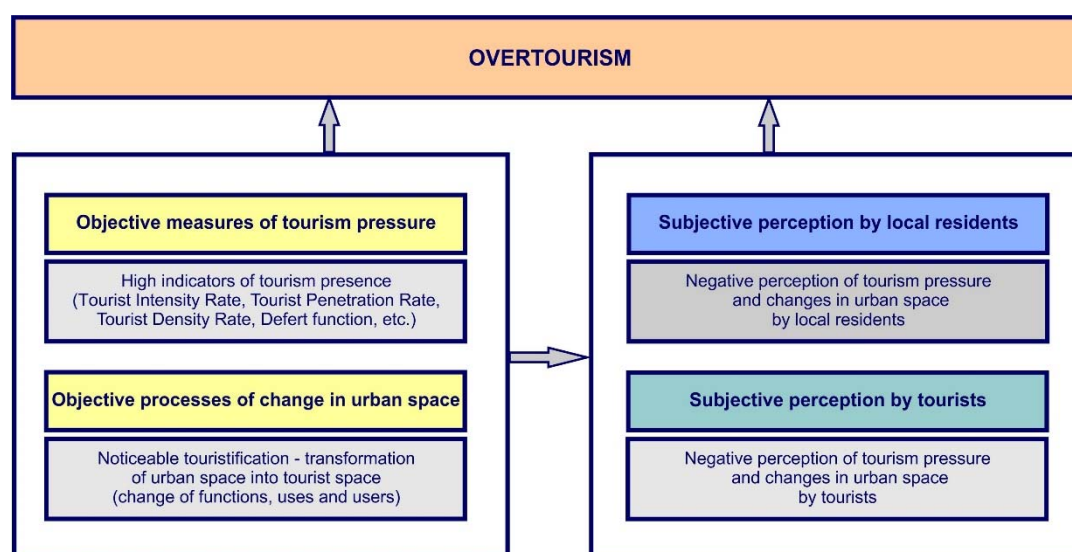 OVERTOURISM
Objective measures of tourism pressure
High indicators of tourism presence
(Tourist Intensity Rate, Tourist Penetration Rate,
Tourist Density Rate, Defert function, etc.)
Objective processes of change in urban space
Noticeable touristification - transformation
of urban space into tourist space
(change of functions, uses and users)
Subjective perception by local residents
Negative perception of tourism pressure
and changes in urban space
by local residents
Subjective perception by tourists
Negative perception of tourism pressure
and changes in urban space
by tourists